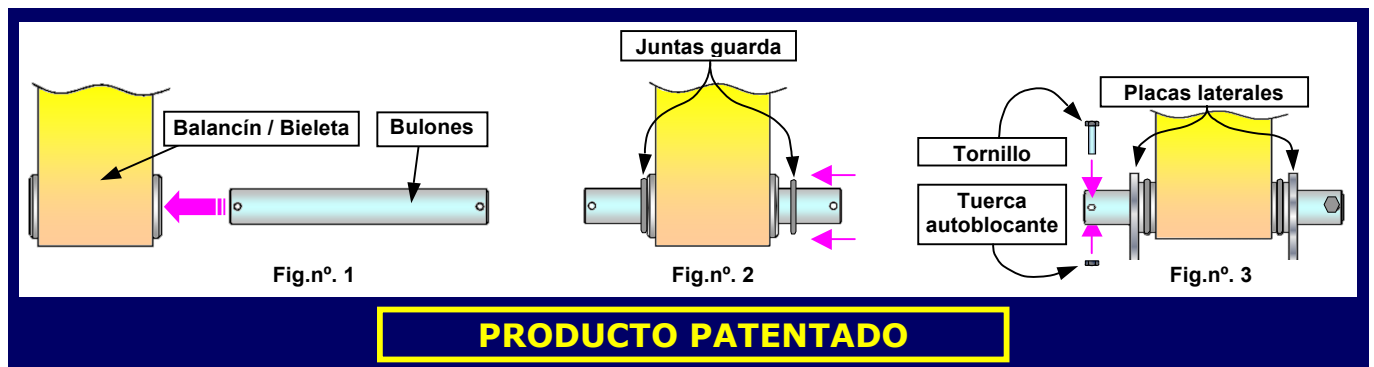 Juntas guarda
Balancín / Bieleta
Bulones
Placas laterales
Tornillo
Tuerca
autoblocante
Fig.nº. 1
Fig.nº. 2
Fig.nº. 3
PRODUCTO PATENTADO